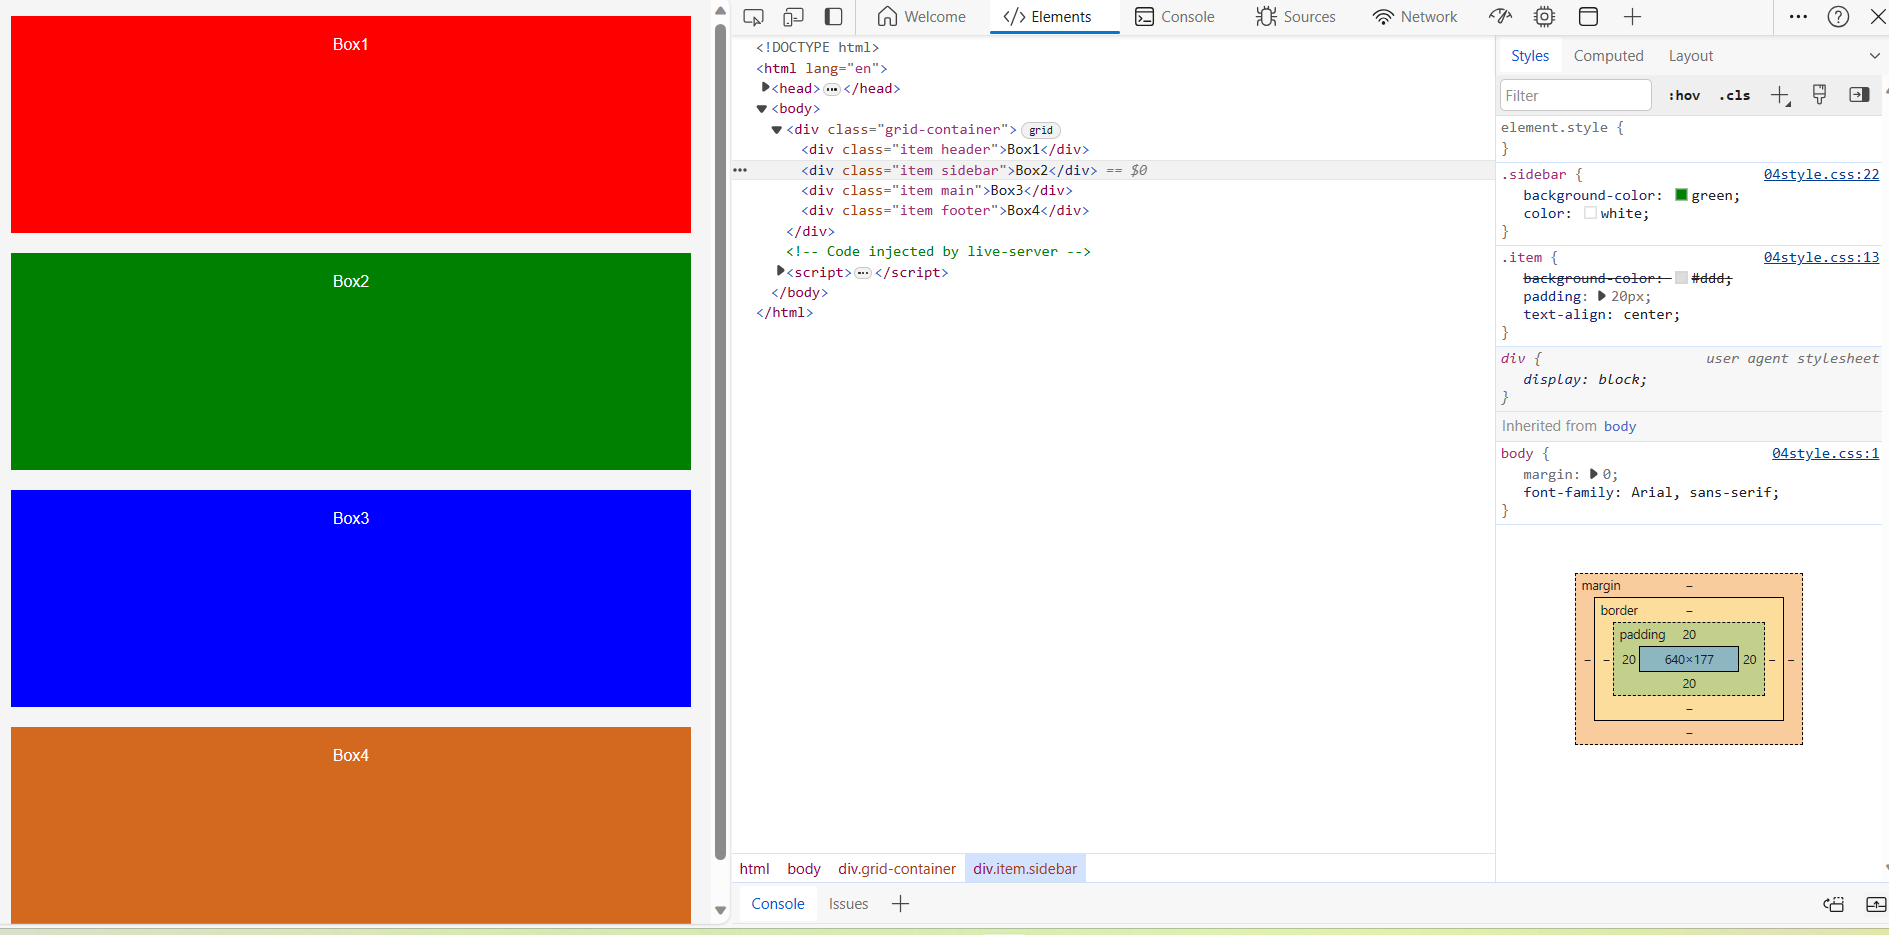 Box1
Box2
Box3
Box4
Welcome
Elements
Console
Sources
Network
<!DOCTYPE html>
<html lang="en">
<head> ••• </head>
<body>
<div class="grid-container"> grid
<div class="item header">Box1</div>
<div class="item sidebar">Box2</div> == $0
<div class="item main">Box3</div>
<div class="item footer">Box4</div>
</div>
<!-- Code injected by live-server -->
<script> ••• </script>
</body>
</html>
html body div.grid-container div.item.sidebar
Console Issues
Styles Computed Layout
Filter :hov .cls
element.style {
}
.sidebar { 04style.css:22
background-color: green;
color: white;
}
.item { 04style.css:13
background-color: #ddd;
padding: 20px;
text-align: center;
}
div { user agent stylesheet
display: block;
}
Inherited from body
body { 04style.css:1
margin: 0;
font-family: Arial, sans-serif;
}
margin –
border –
padding 20
– – 20 640×177 20 – –
20
–
–